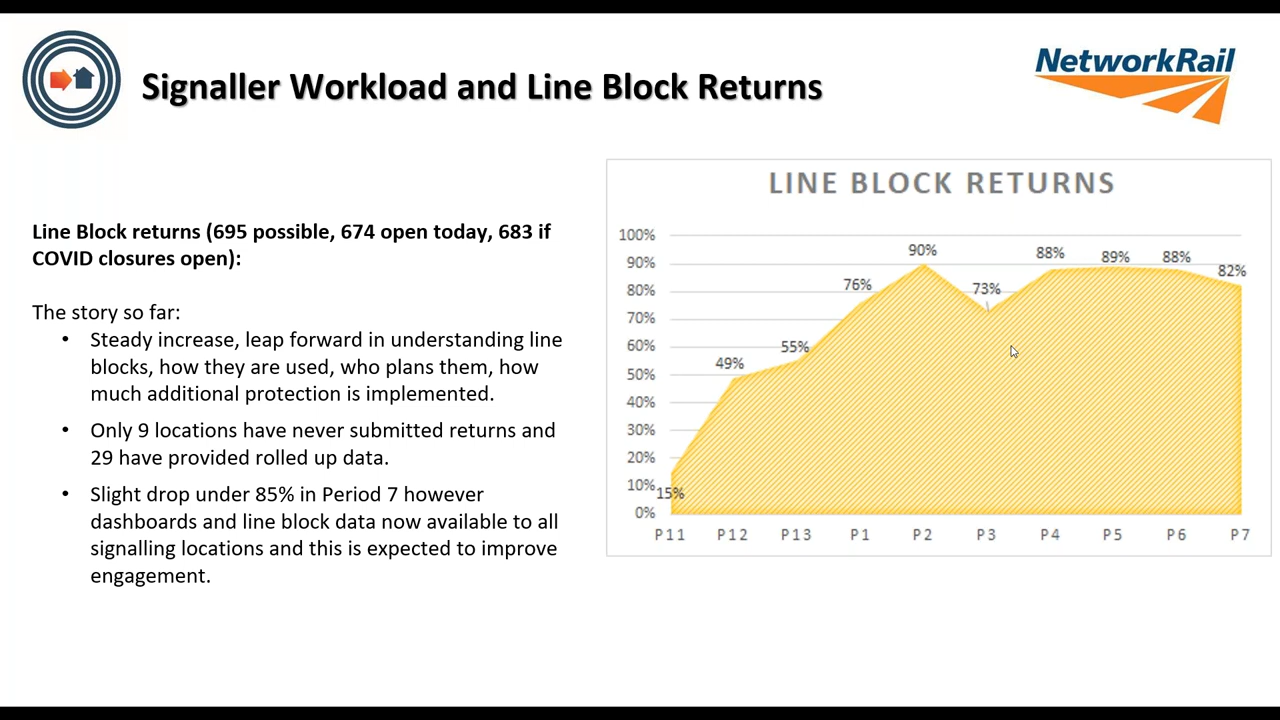 Signaller Workload and Line Block Returns
NetworkRail
Line Block returns (695 possible, 674 open today, 683 if
COVID closures open):
The story so far:
• Steady increase, leap forward in understanding line
blocks, how they are used, who plans them, how
much additional protection is implemented.
• Only 9 locations have never submitted returns and
29 have provided rolled up data.
• Slight drop under 85% in Period 7 however
dashboards and line block data now available to all
signalling locations and this is expected to improve
engagement.
LINE BLOCK RETURNS
100%
90%
80%
70%
60%
50%
40%
30%
20%
10%
0%
15%
49%
55%
76%
90%
73%
88%
89%
88%
82%
P11 P12 P13 P1 P2 P3 P4 P5 P6 P7